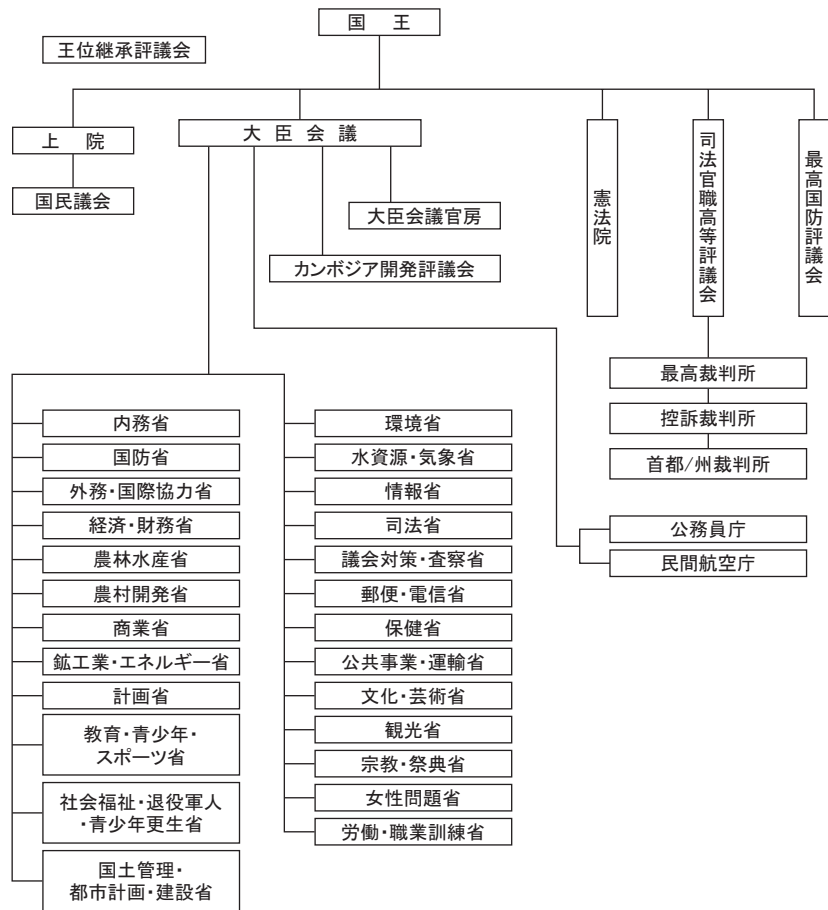 国王
王位継承評議会
上院
国民議会
大臣会議
大臣会議官房
カンボジア開発評議会
憲法院
司法官職高等評議会
最高国防評議会
最高裁判所
控訴裁判所
首都/州裁判所
公務員庁
民間航空庁
内務省
国防省
外務・国際協力省
経済・財務省
農林水産省
農村開発省
商業省
鉱工業・エネルギー省
計画省
教育・青少年・
スポーツ省
社会福祉・退役軍人
・青少年更生省
国土管理・
都市計画・建設省
環境省
水資源・気象省
情報省
司法省
議会対策・査察省
郵便・電信省
保健省
公共事業・運輸省
文化・芸術省
観光省
宗教・祭典省
女性問題省
労働・職業訓練省